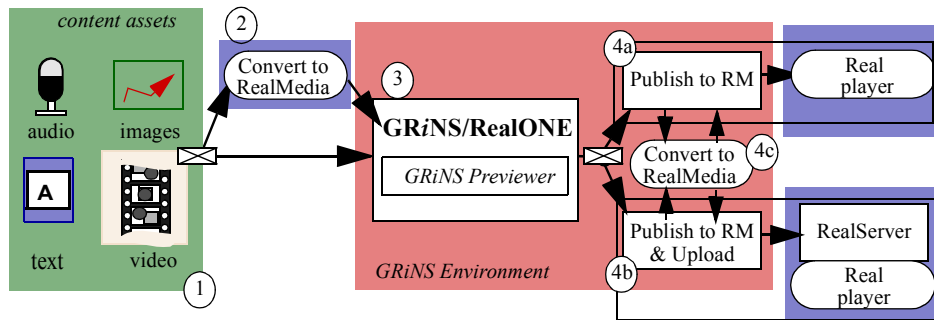 content assets
audio
images
A
text
video
1
2
Convert to
RealMedia
3
GRiNS/RealONE
GRiNS Previewer
GRiNS Environment
4a
Publish to RM
Convert to
RealMedia
4c
Publish to RM
& Upload
4b
Real
player
RealServer
Real
player